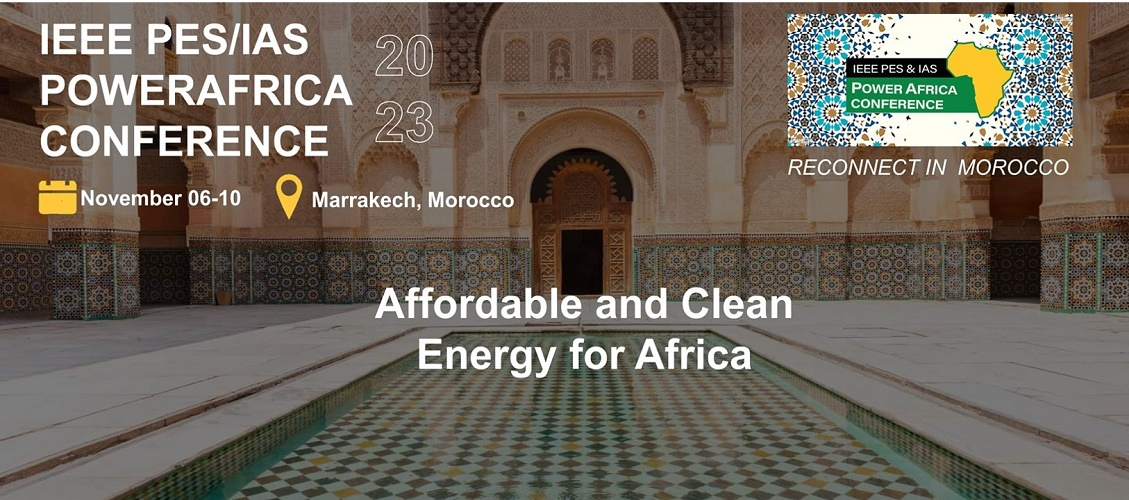 IEEE PES/IAS
POWERAFRICA
CONFERENCE
20
23
November 06-10
Marrakech, Morocco
IEEE PES & IAS
POWER AFRICA
CONFERENCE
RECONNECT IN MOROCCO
Affordable and Clean
Energy for Africa